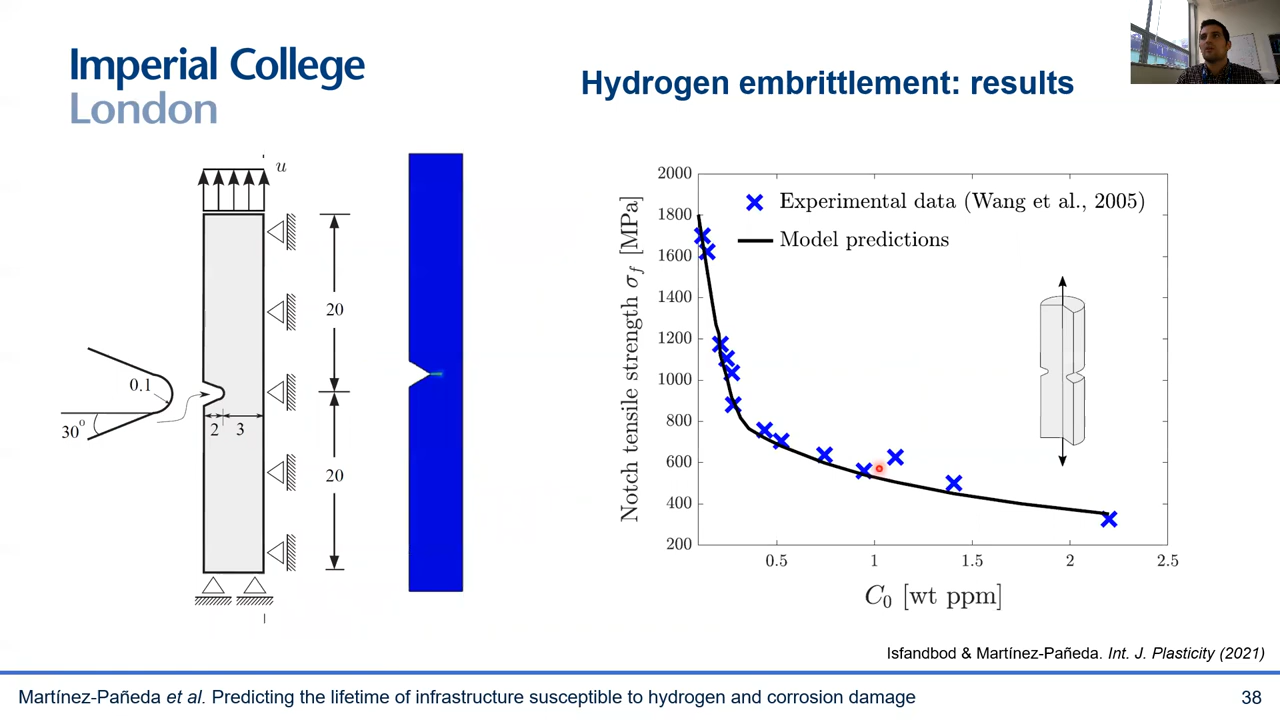 Imperial College
London
Hydrogen embrittlement: results
u
20
0.1
30°
2
3
20
Notch tensile strength σf [MPa]
2000
1800
1600
1400
1200
1000
800
600
400
200
Experimental data (Wang et al., 2005)
Model predictions
0.5
1
1.5
2
2.5
C0 [wt ppm]
Isfandbod & Martínez-Pañeda. Int. J. Plasticity (2021)
Martínez-Pañeda et al. Predicting the lifetime of infrastructure susceptible to hydrogen and corrosion damage
38